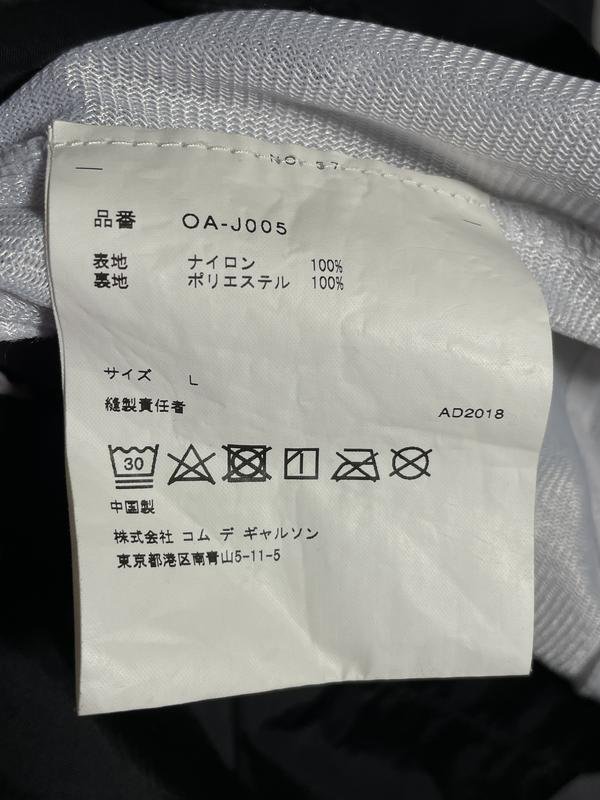 NO. 37
品番 OA-J005
表地 ナイロン 100%
裏地 ポリエステル 100%
サイズ L
縫製責任者 AD2018
30
中国製
株式会社 コム デ ギャルソン
東京都港区南青山5-11-5